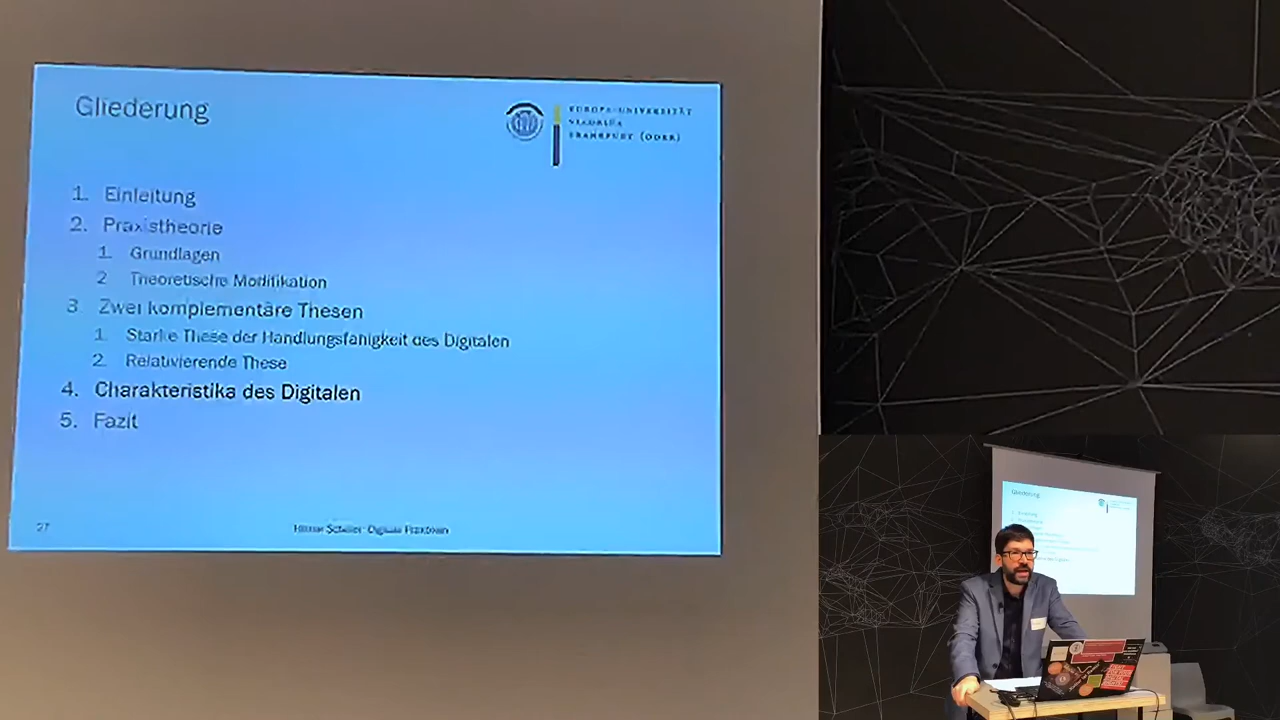 Gliederung
EUROPA-UNIVERSITÄT
VIADRINA
FRANKFURT (ODER)
1. Einleitung
2. Praxistheorie
1. Grundlagen
2 Theoretische Modifikation
3 Zwei komplementäre Thesen
1. Starke These der Handlungsfähigkeit des Digitalen
2. Relativierende These
4. Charakteristika des Digitalen
5. Fazit
27
Digitale
Gliederung